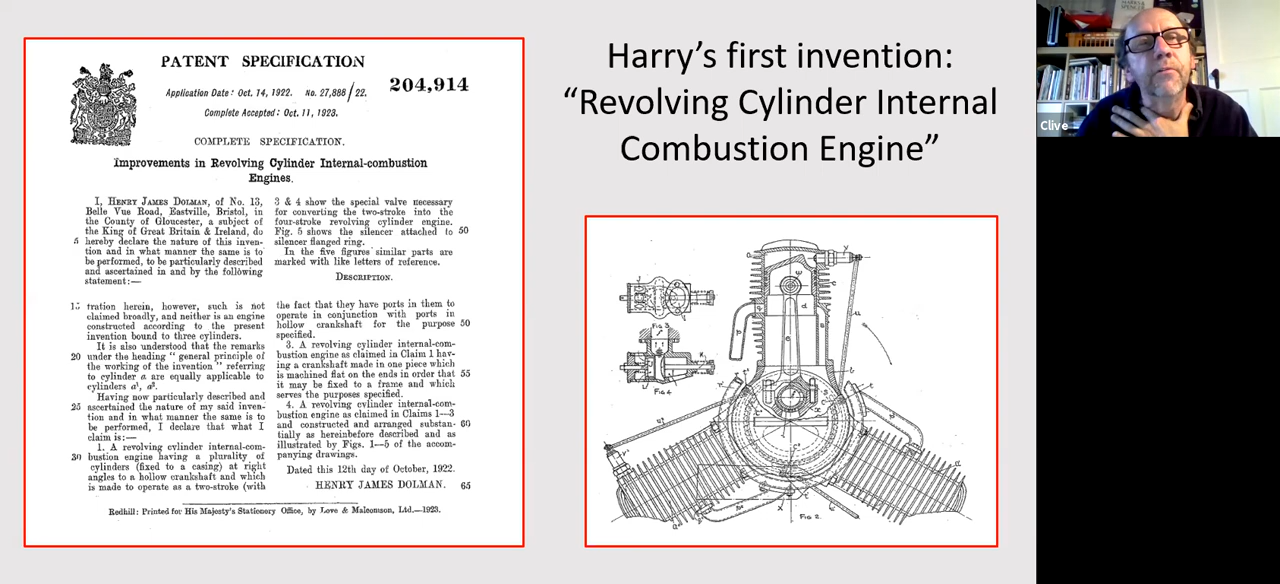 PATENT SPECIFICATION
204,914
Application Date: Oct. 14, 1922. No. 27,888/22.
Complete Accepted: Oct. 11, 1923.
COMPLETE SPECIFICATION.
Improvements in Revolving Cylinder Internal-combustion
Engines.
I, HENRY JAMES DOLMAN, of No. 13,
Belle Vue Road, Eastville, Bristol, in
the County of Gloucester, a subject of
the King of Great Britain & Ireland, do
5 hereby declare the nature of this inven-
tion and in what manner the same is to
be performed, to be particularly described
and ascertained in and by the following
statement:—
3 & 4 show the special valve necessary
for converting the two-stroke into the
four-stroke revolving cylinder engine.
Fig. 5 shows the silencer attached to 50
silencer flanged ring.
In the five figures similar parts are
marked with like letters of reference.
DESCRIPTION.
15 tration herein, however, such is not
claimed broadly, and neither is an engine
constructed according to the present
invention bound to three cylinders.
It is also understood that the remarks
20 under the heading " general principle of
the working of the invention " referring
to cylinder a are equally applicable to
cylinders a¹, a².
Having now particularly described and
25 ascertained the nature of my said inven-
tion and in what manner the same is to
be performed, I declare that what I
claim is:—
1. A revolving cylinder internal-com-
30 bustion engine having a plurality of
cylinders (fixed to a casing) at right
angles to a hollow crankshaft and which
is made to operate as a two-stroke (with
the fact that they have ports in them to
operate in conjunction with ports in
hollow crankshaft for the purpose 50
specified.
3. A revolving cylinder internal-com-
bustion engine as claimed in Claim 1 hav-
ing a crankshaft made in one piece which
is machined flat on the ends in order that 55
it may be fixed to a frame and which
serves the purposes specified.
4. A revolving cylinder internal-com-
bustion engine as claimed in Claims 1—3
and constructed and arranged substan- 60
tially as hereinbefore described and as
illustrated by Figs. 1—5 of the accom-
panying drawings.
Dated this 12th day of October, 1922.
HENRY JAMES DOLMAN. 65
Redhill: Printed for His Majesty's Stationery Office, by Love & Malcomson, Ltd.—1923.
Harry's first invention:
“Revolving Cylinder Internal
Combustion Engine”
FIG 3
FIG 4
FIG 2.
Clive